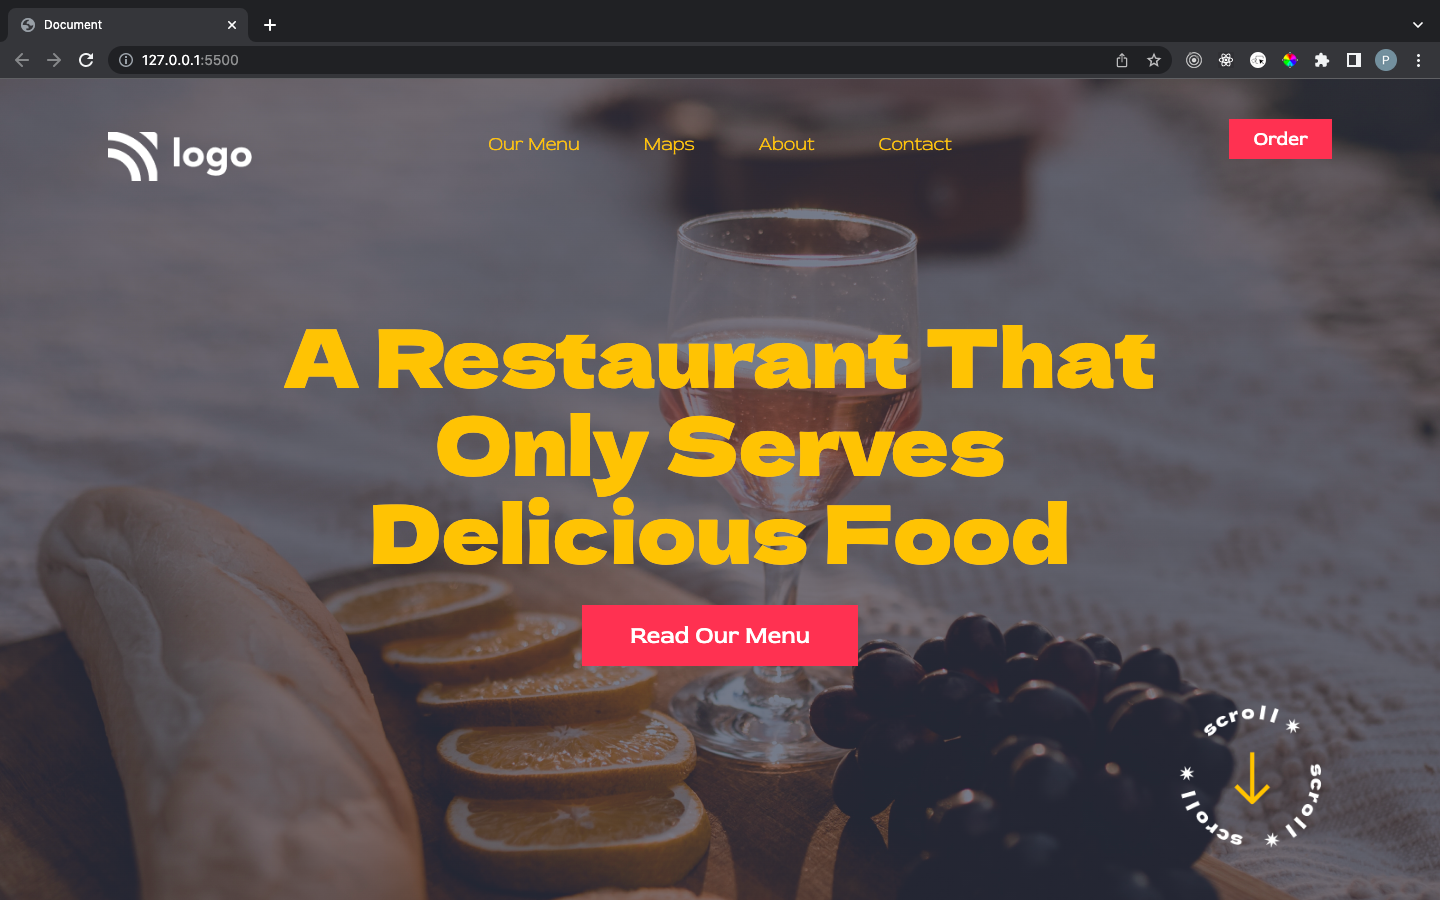 Document
127.0.0.1:5500
P
logo
Our Menu
Maps
About
Contact
Order
A Restaurant That
Only Serves
Delicious Food
Read Our Menu
scroll
scroll
scroll